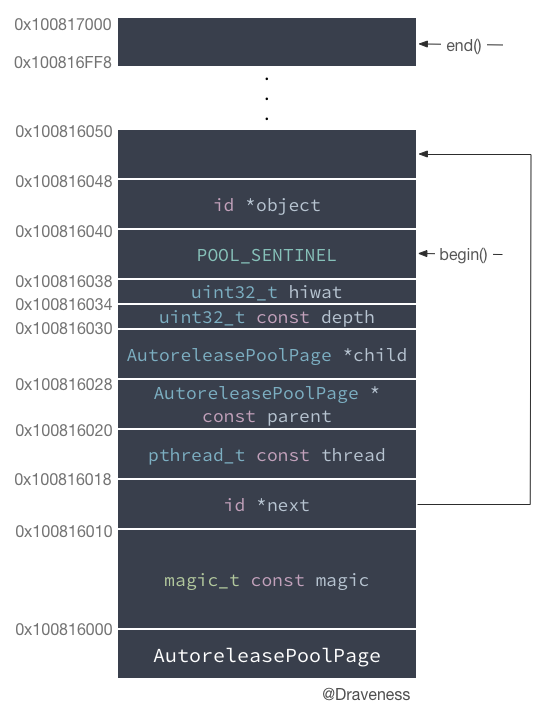 0x100817000
end()
0x100816FF8
0x100816050
0x100816048
id *object
0x100816040
POOL_SENTINEL
begin()
0x100816038
uint32_t hiwat
0x100816034
uint32_t const depth
0x100816030
AutoreleasePoolPage *child
0x100816028
AutoreleasePoolPage *
const parent
0x100816020
pthread_t const thread
0x100816018
id *next
0x100816010
magic_t const magic
0x100816000
AutoreleasePoolPage
@Draveness